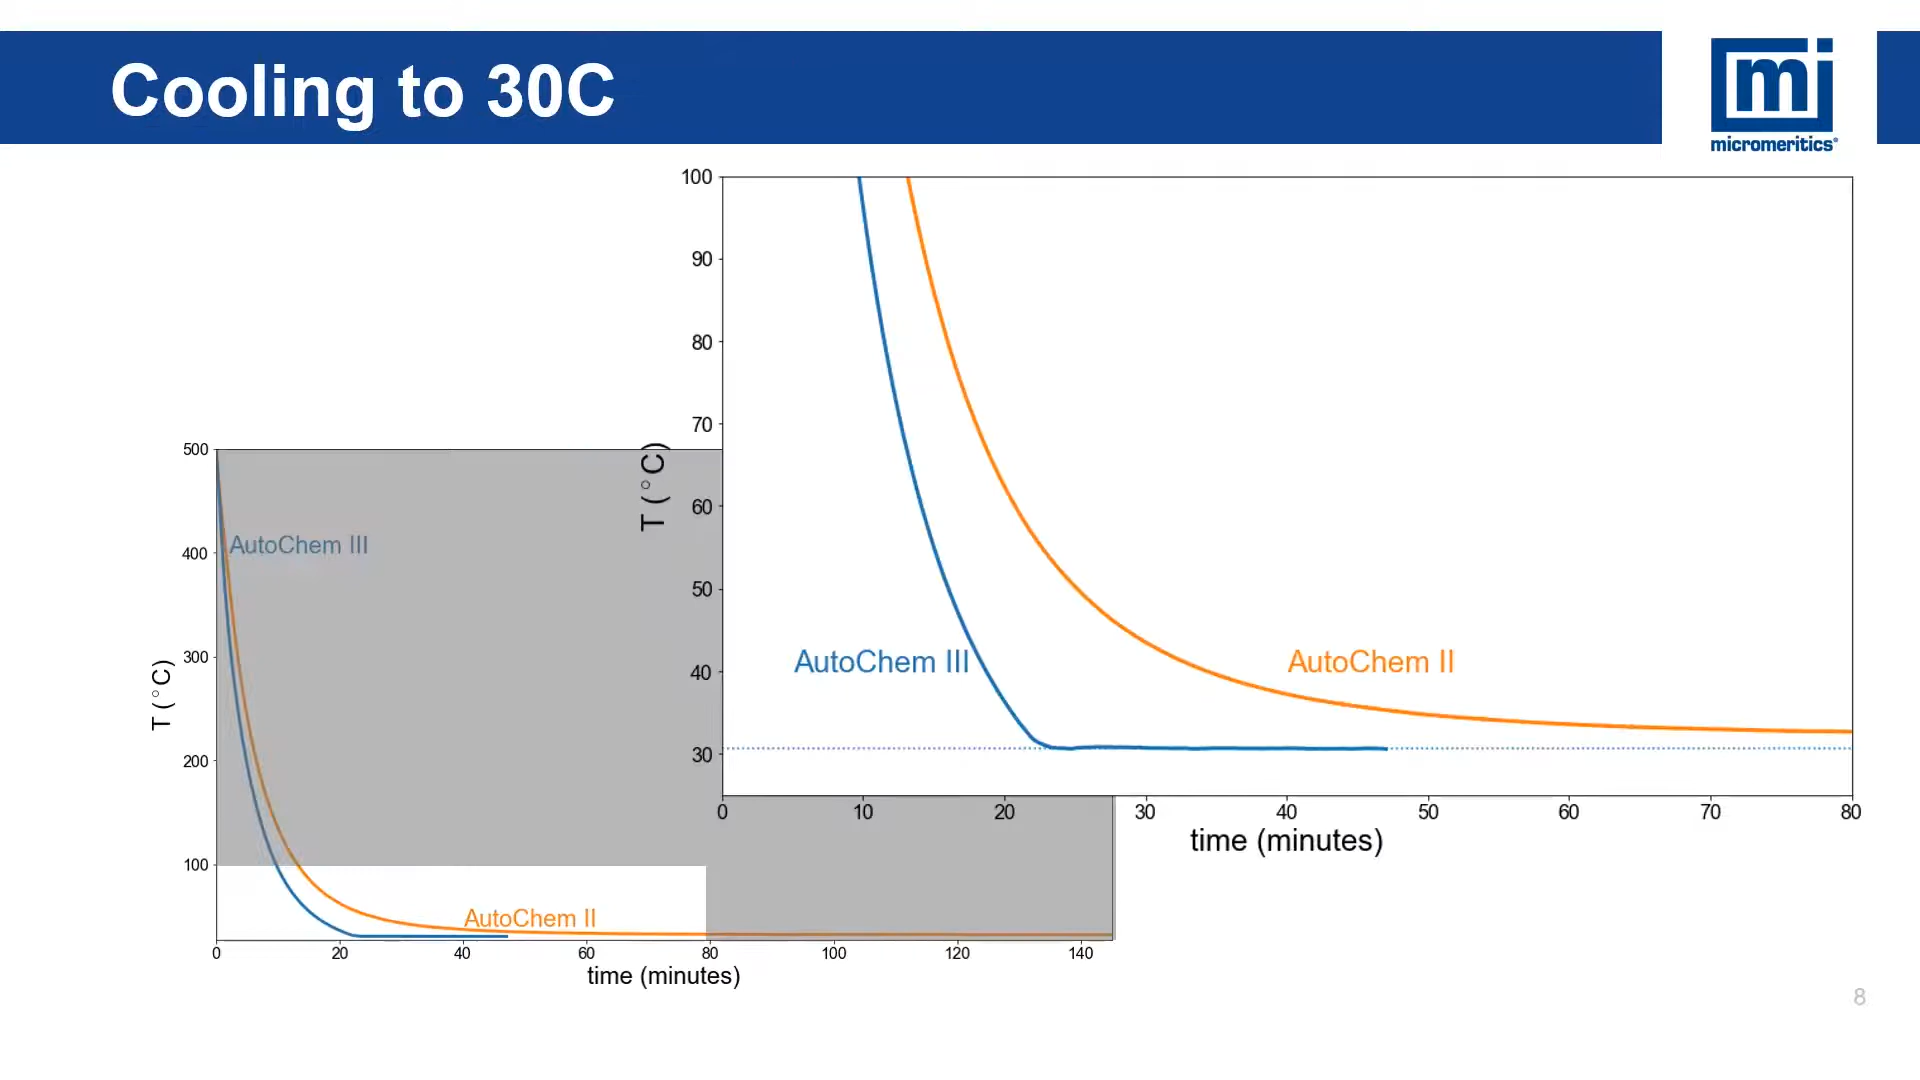 Cooling to 30C
mi
micromeritics®
100
90
80
70
60
50
40
30
T (°C)
AutoChem III
AutoChem II
0 10 20 30 40 50 60 70 80
time (minutes)
500
400
300
200
100
T (°C)
AutoChem III
AutoChem II
0 20 40 60 80 100 120 140
time (minutes)
8